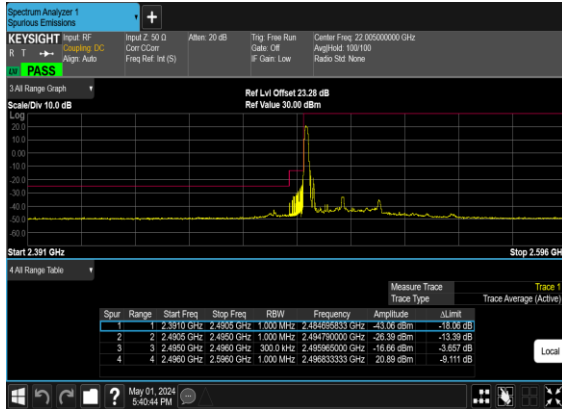 Spectrum Analyzer 1
Spurious Emissions
KEYSIGHT Input: RF Input Z: 50 Ω Atten: 20 dB Trig: Free Run Center Freq: 22.005000000 GHz
R T Coupling: DC Corr CCorr Gate: Off Avg|Hold: 100/100
Align: Auto Freq Ref: Int (S) IF Gain: Low Radio Std: None
PASS
3 All Range Graph
Ref Lvl Offset 23.28 dB
Scale/Div 10.0 dB Ref Value 30.00 dBm
Log
20.0
10.0
0.00
-10.0
-20.0
-30.0
-40.0
-50.0
-60.0
Start 2.391 GHz Stop 2.596 GH
4 All Range Table
Measure Trace Trace 1
Trace Type Trace Average (Active)
Spur Range Start Freq Stop Freq RBW Frequency Amplitude ΔLimit
1 1 2.3910 GHz 2.4905 GHz 1.000 MHz 2.484695833 GHz -43.06 dBm -18.06 dB
2 2 2.4905 GHz 2.4950 GHz 1.000 MHz 2.494790000 GHz -26.39 dBm -13.39 dB
3 3 2.4950 GHz 2.4960 GHz 300.0 kHz 2.495965000 GHz -16.66 dBm -3.657 dB
4 4 2.4960 GHz 2.5960 GHz 1.000 MHz 2.496833333 GHz 20.89 dBm -9.111 dB
Local
?
May 01, 2024
5:40:44 PM